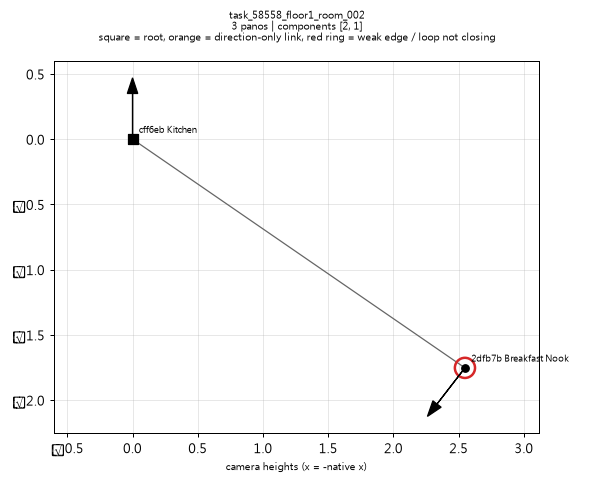 task_58558_floor1_room_002
3 panos | components [2, 1]
square = root, orange = direction-only link, red ring = weak edge / loop not closing
0.5
cff6eb Kitchen
0.0
0.5
1.0
1.5
2dfb7b Breakfast Nook
2.0
0.5 0.0 0.5 1.0 1.5 2.0 2.5 3.0
camera heights (x = -native x)